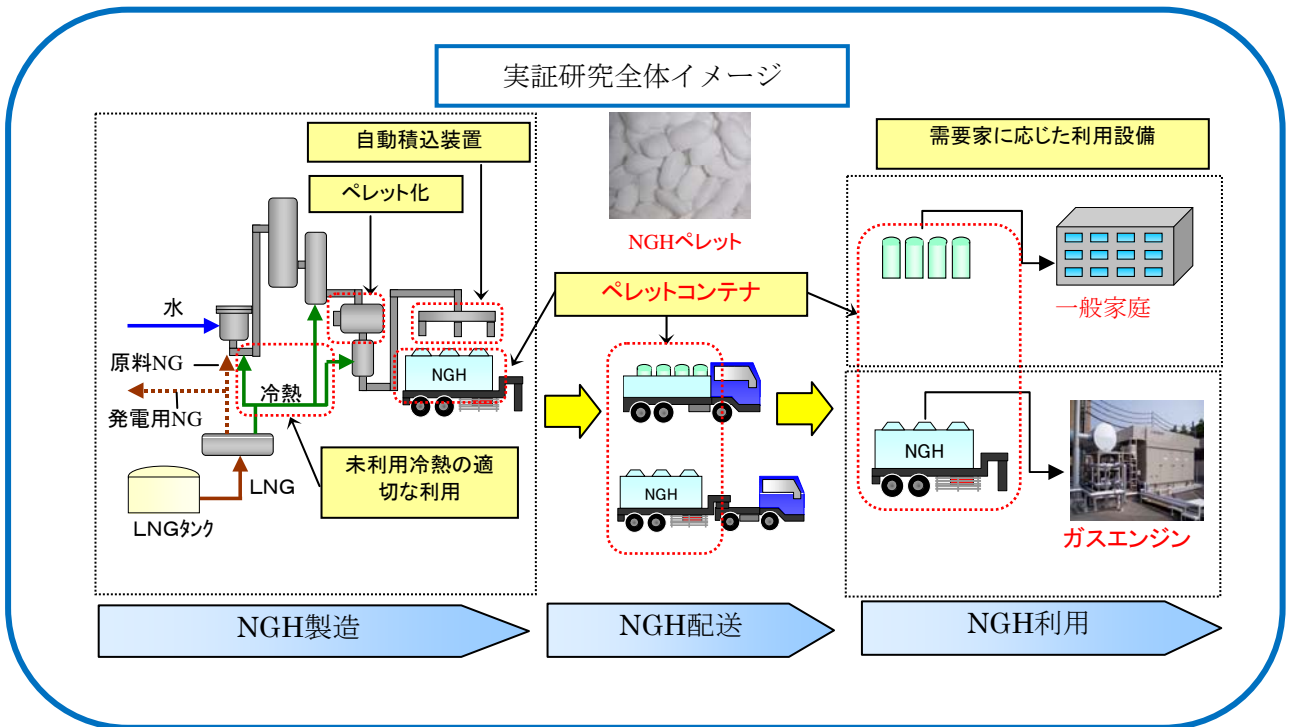 実証研究全体イメージ
自動積込装置
ペレット化
水
原料NG
冷熱
発電用NG
LNG
LNGタンク
未利用冷熱の適
切な利用
NGH
NGHペレット
ペレットコンテナ
NGH
需要家に応じた利用設備
一般家庭
NGH
ガスエンジン
NGH製造
NGH配送
NGH利用